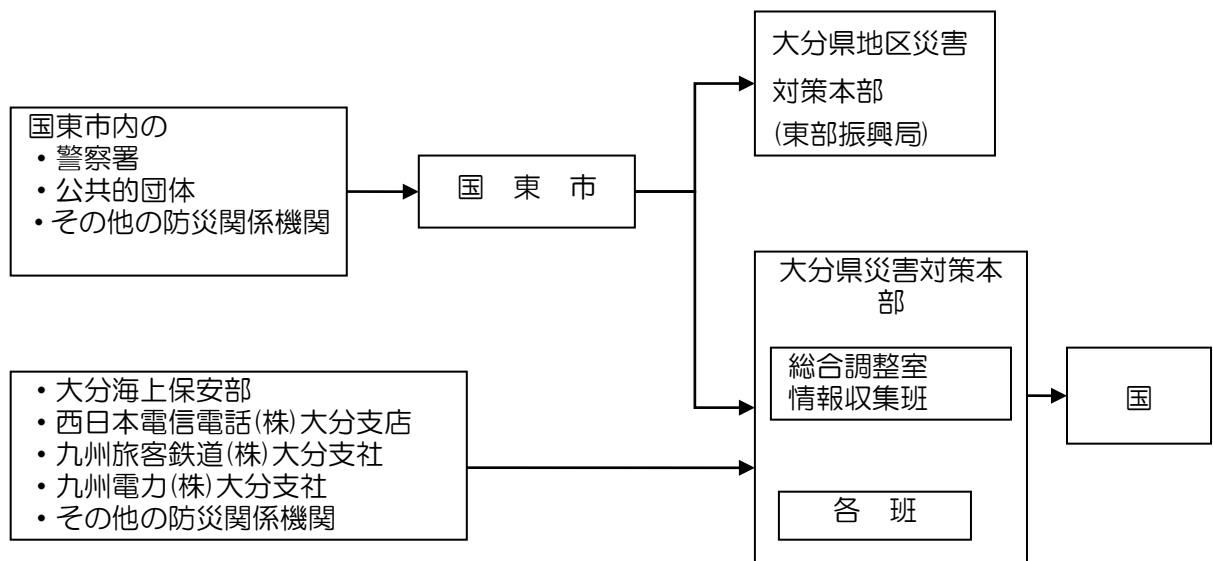 国東市内の
・警察署
・公共的団体
・その他の防災関係機関
国　東　市
大分県地区災害
対策本部
(東部振興局)
・大分海上保安部
・西日本電信電話(株)大分支店
・九州旅客鉄道(株)大分支社
・九州電力(株)大分支社
・その他の防災関係機関
大分県災害対策本
部
総合調整室
情報収集班
各　班
国